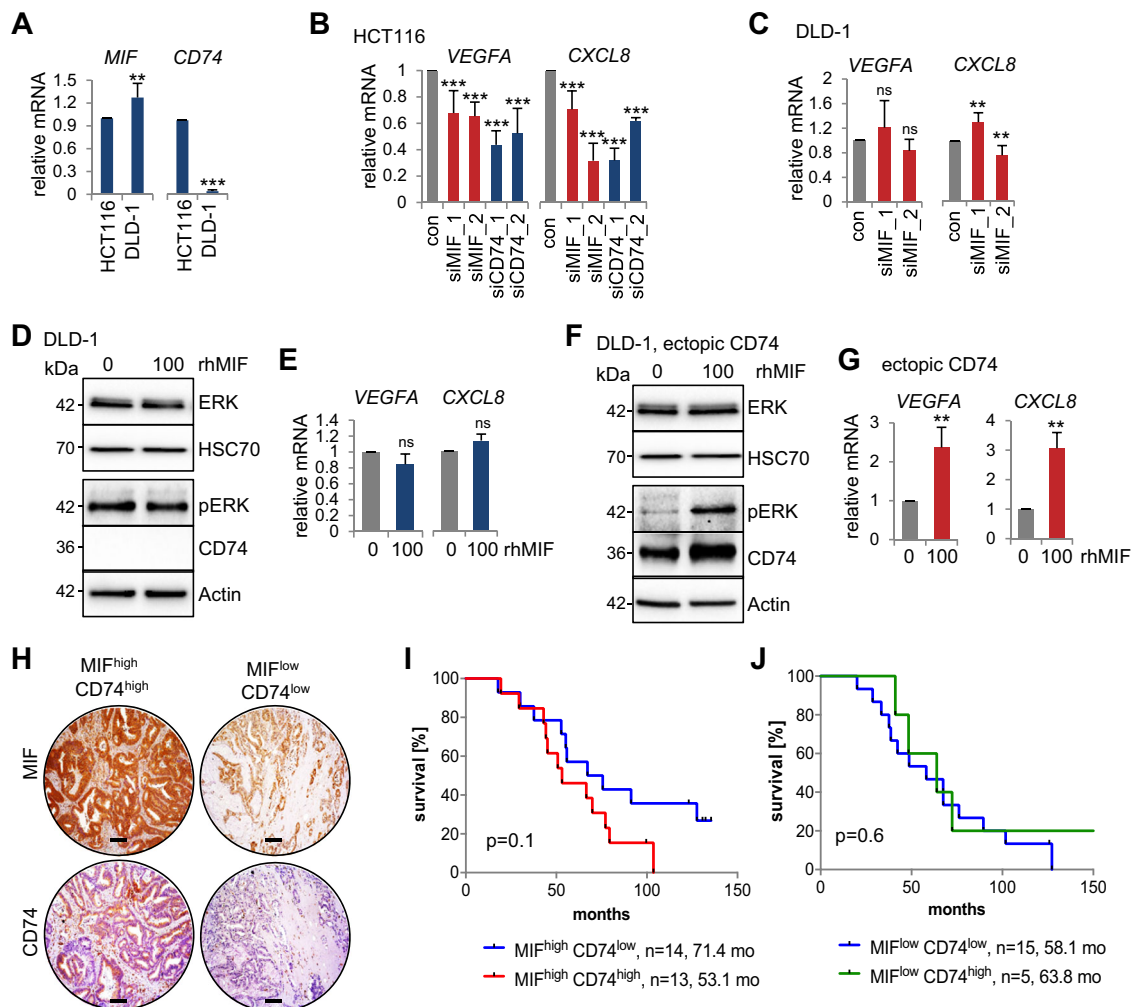 A
MIF CD74
relative mRNA
1.5
1.2
0.9
0.6
0.3
0
**
***
HCT116
DLD-1
HCT116
DLD-1
B
HCT116
VEGFA CXCL8
relative mRNA
1
0.8
0.6
0.4
0.2
0
*** *** *** ***
*** *** *** ***
con
siMIF_1
siMIF_2
siCD74_1
siCD74_2
con
siMIF_1
siMIF_2
siCD74_1
siCD74_2
C
DLD-1
VEGFA CXCL8
relative mRNA
2
1.6
1.2
0.8
0.4
0
ns ns
** **
con
siMIF_1
siMIF_2
con
siMIF_1
siMIF_2
D
DLD-1
kDa 0 100 rhMIF
42 ERK
70 HSC70
42 pERK
36 CD74
42 Actin
E
VEGFA CXCL8
relative mRNA
1.4
1.2
1
0.8
0.6
0.4
0.2
0
ns ns
0 100 0 100 rhMIF
F
DLD-1, ectopic CD74
kDa 0 100 rhMIF
42 ERK
70 HSC70
42 pERK
36 CD74
42 Actin
G
ectopic CD74
VEGFA CXCL8
relative mRNA
3
2
1
0
**
4
3
2
1
0
**
0 100 0 100 rhMIF
H
MIFhigh MIFlow
CD74high CD74low
MIF
CD74
I
survival [%]
100
80
60
40
20
0
p=0.1
0 50 100 150
months
MIFhigh CD74low, n=14, 71.4 mo
MIFhigh CD74high, n=13, 53.1 mo
J
survival [%]
100
80
60
40
20
0
p=0.6
0 50 100 150
months
MIFlow CD74low, n=15, 58.1 mo
MIFlow CD74high, n=5, 63.8 mo